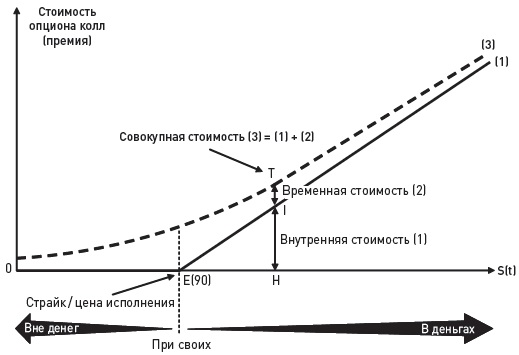 Стоимость
опциона колл
(премия)
(3)
(1)
Совокупная стоимость (3) = (1) + (2)
T
Временная стоимость (2)
I
Внутренняя стоимость (1)
0
E(90)
H
S(t)
Страйк/цена исполнения
Вне денег
В деньгах
При своих